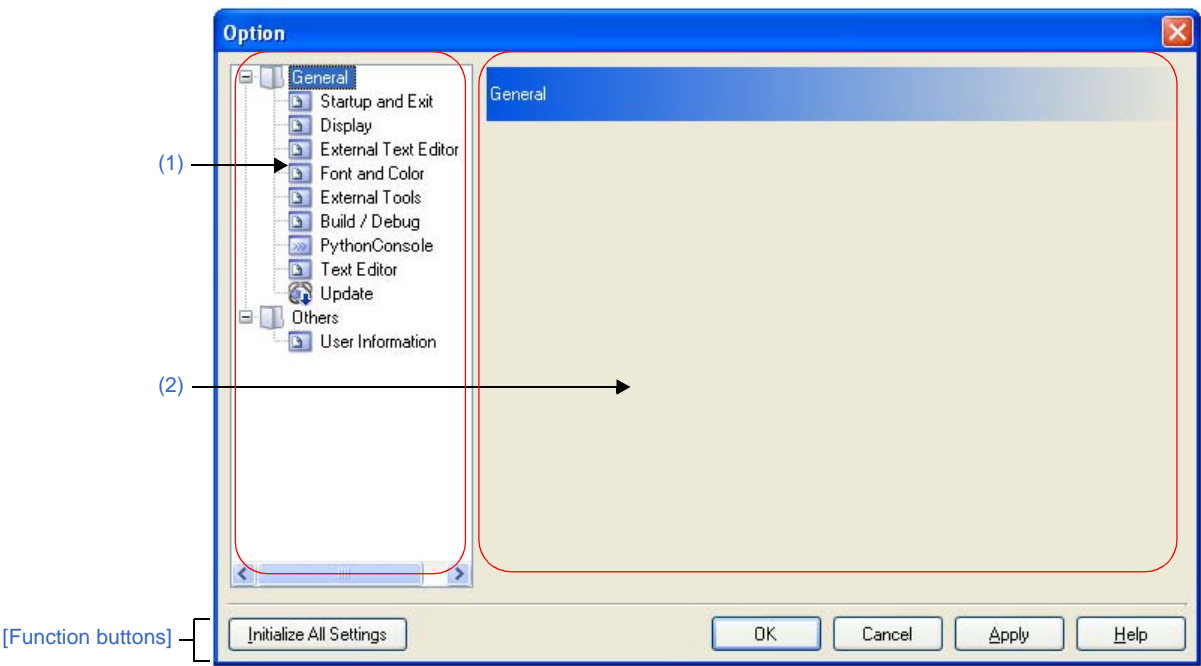 Option
General
General
Startup and Exit
Display
External Text Editor
(1)
Font and Color
External Tools
Build / Debug
PythonConsole
Text Editor
Update
Others
User Information
(2)
[Function buttons]
Initialize All Settings
OK
Cancel
Apply
Help